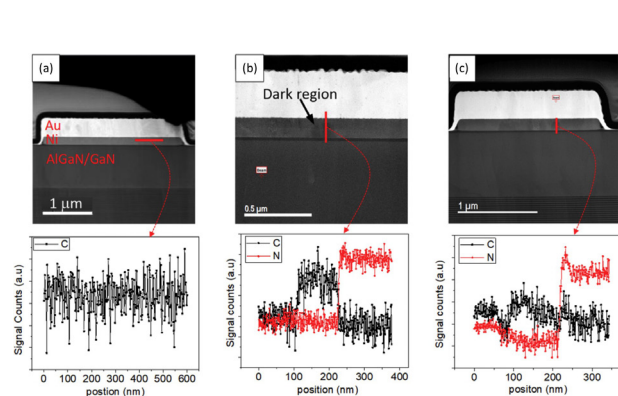 (a)
Au
Ni
AlGaN/GaN
1 μm
(b)
Dark region
0.5 μm
(c)
1 μm
C
Signal counts (a.u)
0 100 200 300 400 500 600
postion (nm)
C
N
Signal Counts (a.u)
0 100 200 300 400
position (nm)
C
N
Signal Counts (a.u)
0 100 200 300
positon (nm)